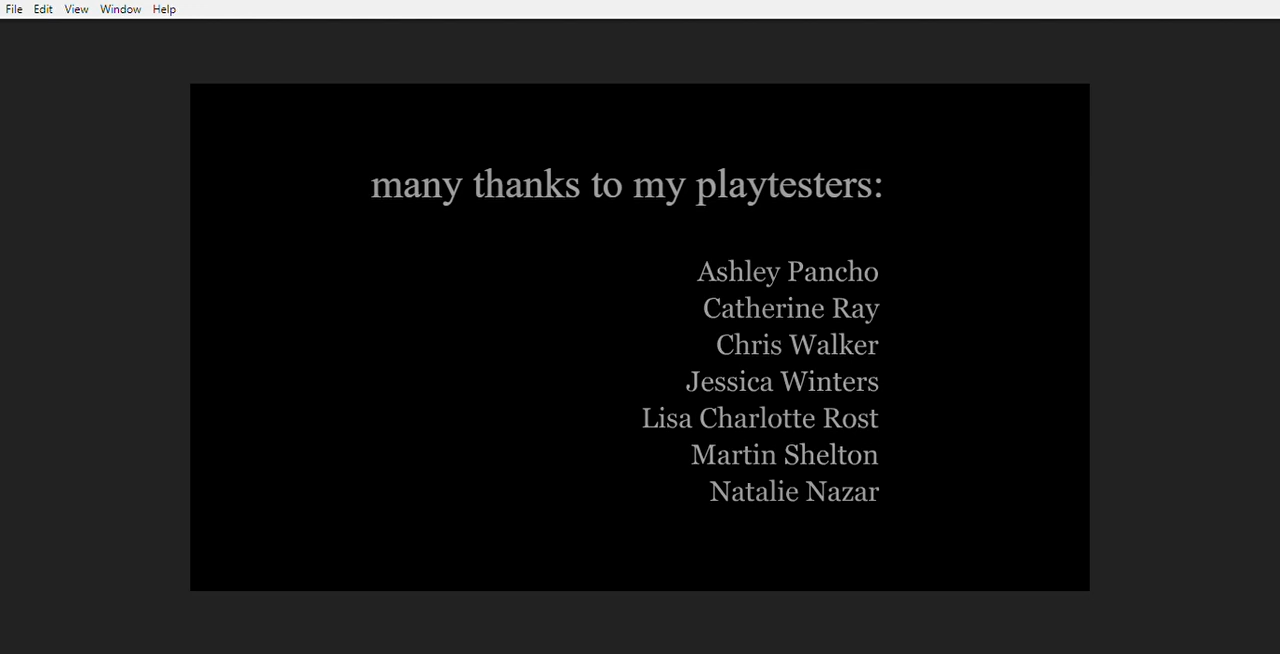 File Edit View Window Help
many thanks to my playtesters:
Ashley Pancho
Catherine Ray
Chris Walker
Jessica Winters
Lisa Charlotte Rost
Martin Shelton
Natalie Nazar